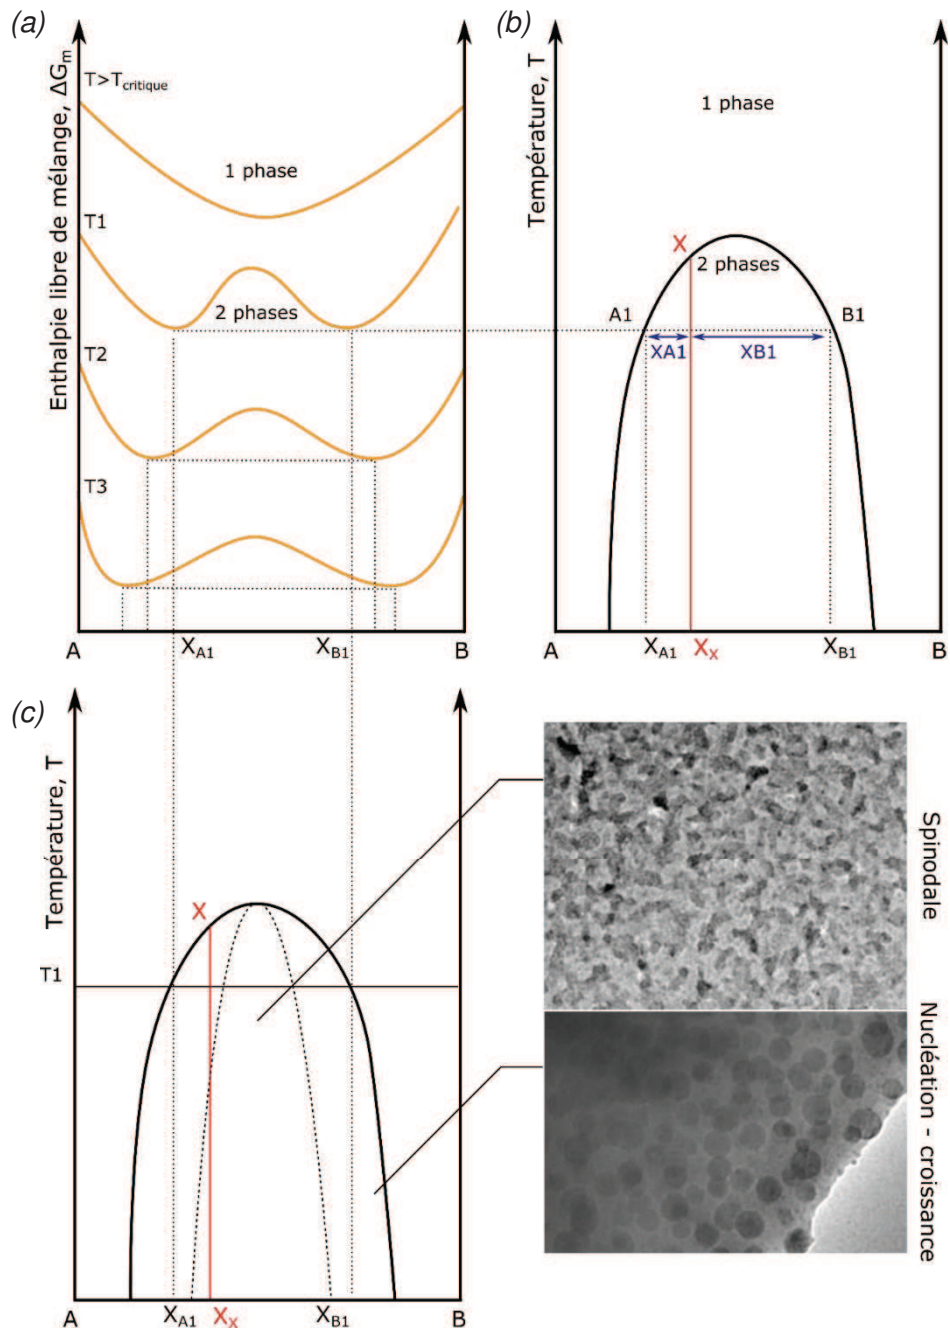 (a)
Enthalpie libre de mélange, ΔGm
T>Tcritique
1 phase
T1
2 phases
T2
T3
A
XA1
XB1
B
(b)
Température, T
1 phase
X
2 phases
A1
B1
XA1
XB1
A
XA1
XX
XB1
B
(c)
Température, T
X
T1
A
XA1
XX
XB1
B
Spinodale
Nucléation - croissance